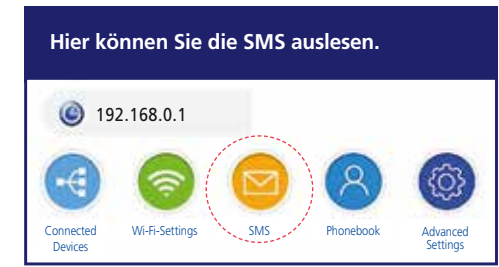 Hier können Sie die SMS auslesen.
192.168.0.1
Connected
Devices
Wi-Fi-Settings
SMS
Phonebook
Advanced
Settings